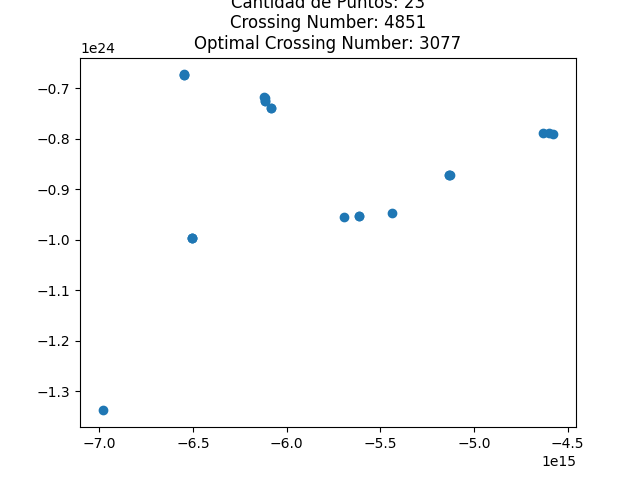 Cantidad de Puntos: 23
Crossing Number: 4851
Optimal Crossing Number: 3077
1e24
−0.7
−0.8
−0.9
−1.0
−1.1
−1.2
−1.3
−7.0 −6.5 −6.0 −5.5 −5.0 −4.5
1e15